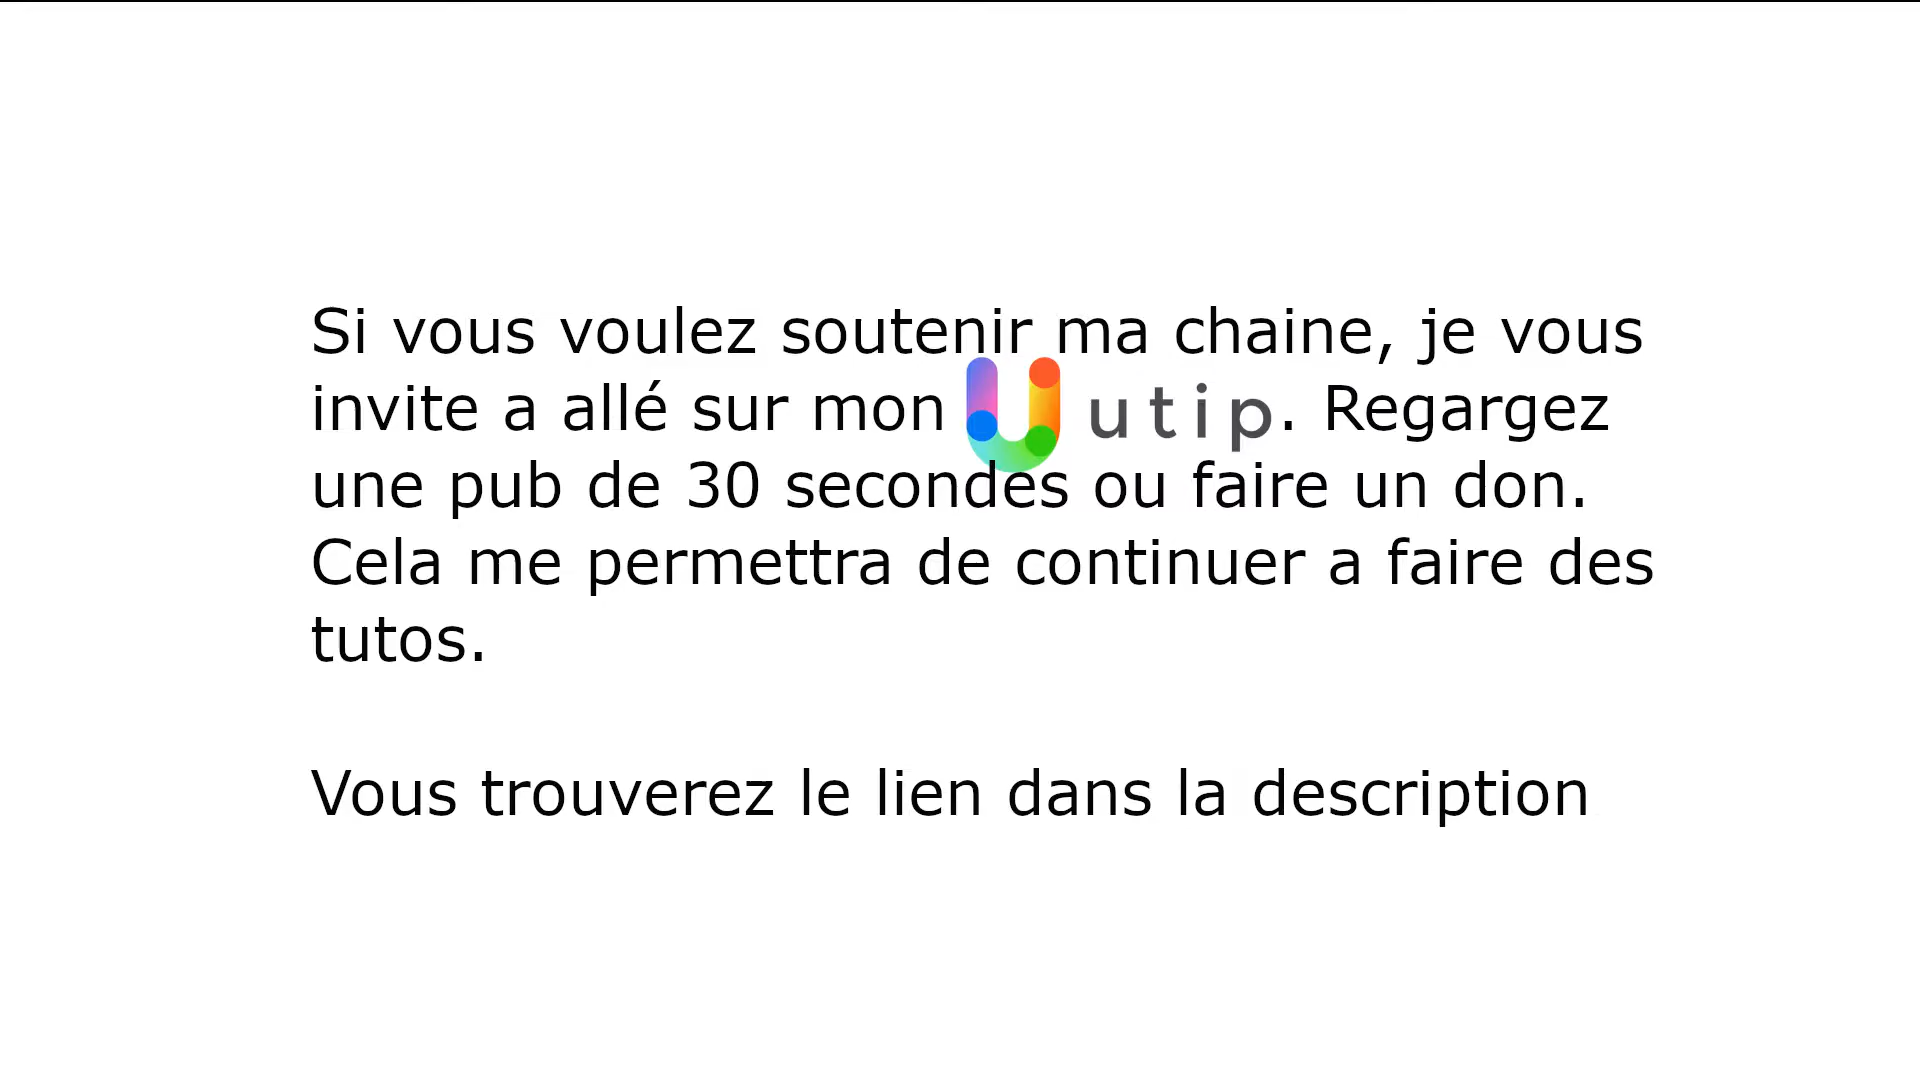 Si vous voulez soutenir ma chaine, je vous
invite a allé sur mon utip. Regargez
une pub de 30 secondes ou faire un don.
Cela me permettra de continuer a faire des
tutos.
Vous trouverez le lien dans la description